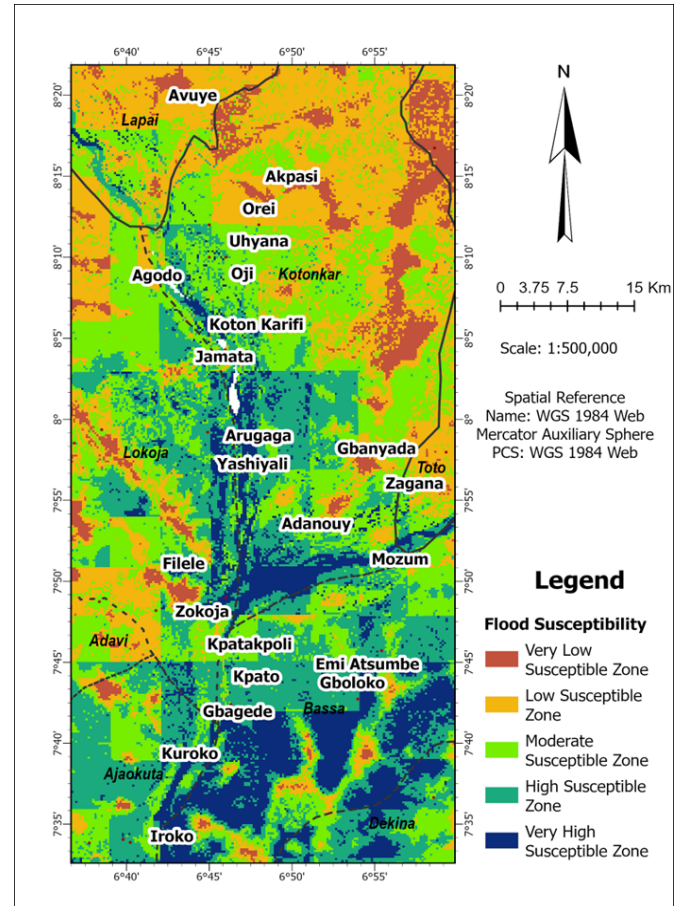 6°40' 6°45' 6°50' 6°55'
8°20'
8°15'
8°10'
8°5'
8°
7°55'
7°50'
7°45'
7°40'
7°35'
Avuye
Lapai
Akpasi
Orei
Uhyana
Agodo
Oji
Kotonkar
Koton Karifi
Jamata
Arugaga
Lokoja
Yashiyali
Gbanyada
Toto
Zagana
Adanouy
Mozum
Filele
Zokoja
Adavi
Kpatakpoli
Kpato
Emi Atsumbe
Gboloko
Gbagede
Bassa
Kuroko
Ajaokuta
Iroko
Dekina
8°20'
8°15'
8°10'
8°5'
8°
7°55'
7°50'
7°45'
7°40'
7°35'
6°40' 6°45' 6°50' 6°55'
N
0 3.75 7.5 15 Km
Scale: 1:500,000
Spatial Reference
Name: WGS 1984 Web
Mercator Auxiliary Sphere
PCS: WGS 1984 Web
Legend
Flood Susceptibility
Very Low
Susceptible Zone
Low Susceptible
Zone
Moderate
Susceptible Zone
High Susceptible
Zone
Very High
Susceptible Zone